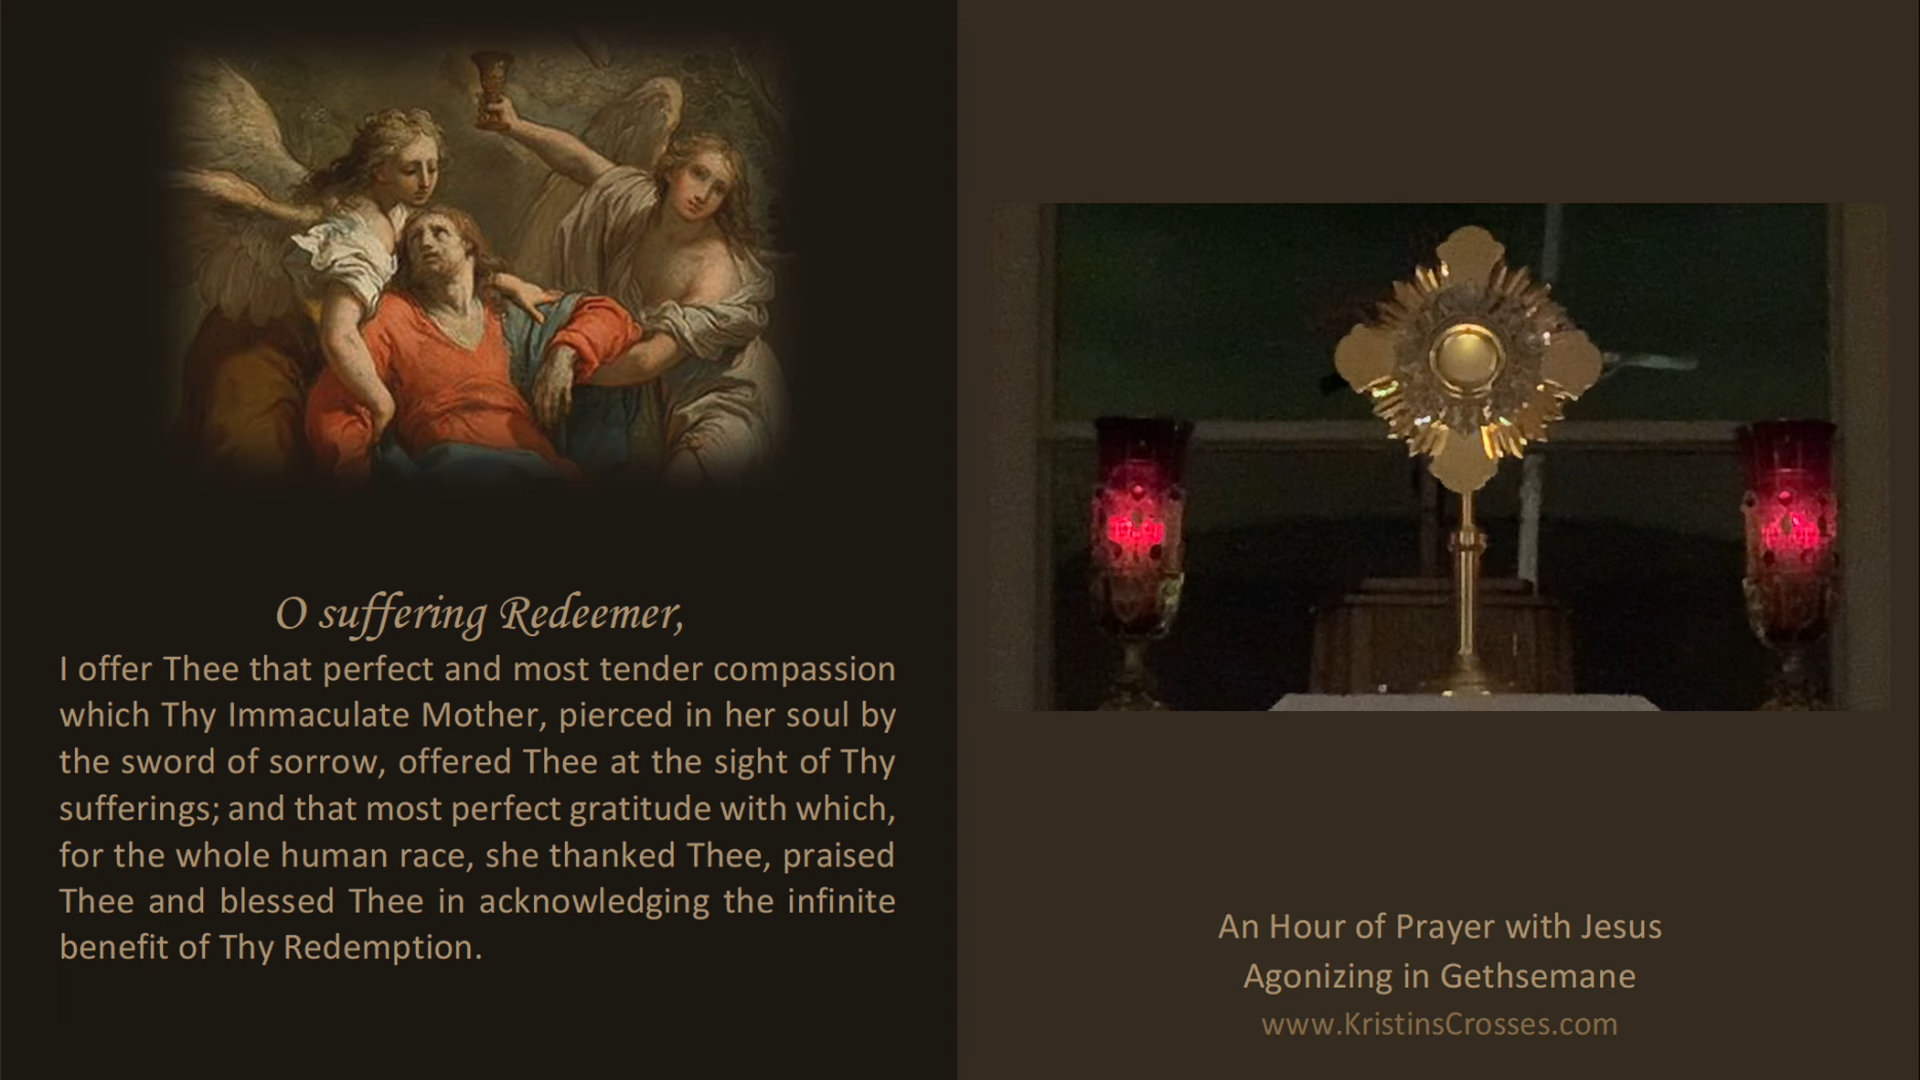 O suffering Redeemer,
I offer Thee that perfect and most tender compassion
which Thy Immaculate Mother, pierced in her soul by
the sword of sorrow, offered Thee at the sight of Thy
sufferings; and that most perfect gratitude with which,
for the whole human race, she thanked Thee, praised
Thee and blessed Thee in acknowledging the infinite
benefit of Thy Redemption.
An Hour of Prayer with Jesus
Agonizing in Gethsemane
www.KristinsCrosses.com